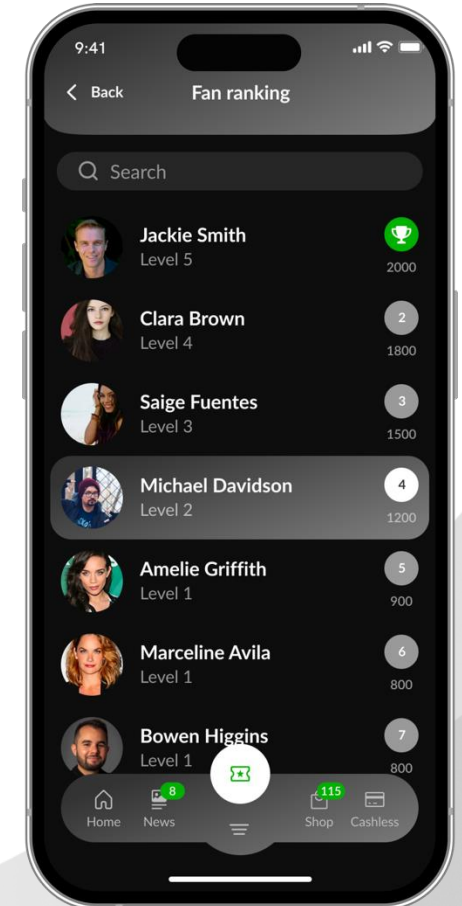 9:41
Back
Fan ranking
Search
Jackie Smith
Level 5
2000
Clara Brown
2
Level 4
1800
Saige Fuentes
3
Level 3
1500
Michael Davidson
4
Level 2
1200
Amelie Griffith
5
Level 1
900
Marceline Avila
6
Level 1
800
Bowen Higgins
7
Level 1
800
8
115
Home
News
Shop
Cashless